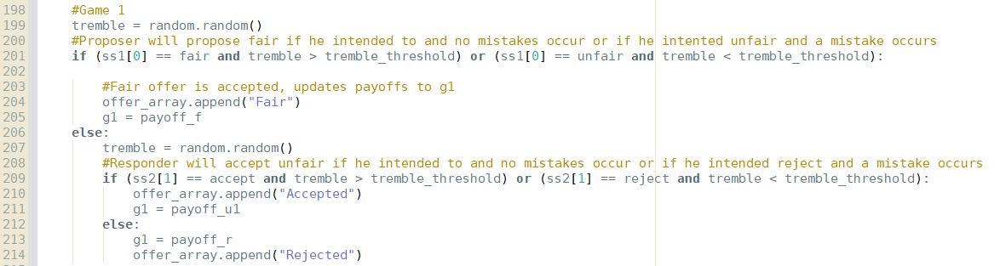 198 #Game 1
199 tremble = random.random()
200 #Proposer will propose fair if he intended to and no mistakes occur or if he intented unfair and a mistake occurs
201 if (ss1[0] == fair and tremble > tremble_threshold) or (ss1[0] == unfair and tremble < tremble_threshold):
202
203 #Fair offer is accepted, updates payoffs to g1
204 offer_array.append("Fair")
205 g1 = payoff_f
206 else:
207 tremble = random.random()
208 #Responder will accept unfair if he intended to and no mistakes occur or if he intended reject and a mistake occurs
209 if (ss2[1] == accept and tremble > tremble_threshold) or (ss2[1] == reject and tremble < tremble_threshold):
210 offer_array.append("Accepted")
211 g1 = payoff_u1
212 else:
213 g1 = payoff_r
214 offer_array.append("Rejected")